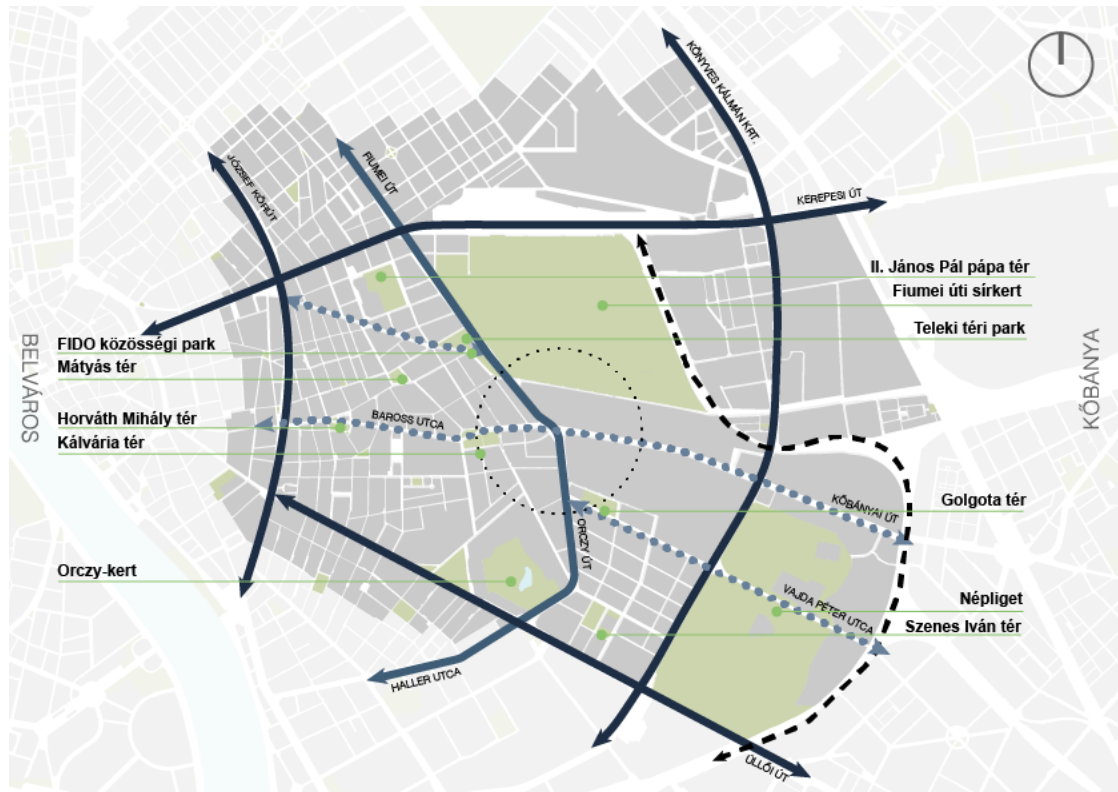 KÖNYVES KÁLMÁN KRT.
JÓZSEF KÖRÚT
FIUMEI ÚT
KEREPESI ÚT
II. János Pál pápa tér
Fiumei úti sírkert
Teleki téri park
BELVÁROS
KŐBÁNYA
FIDO közösségi park
Mátyás tér
Horváth Mihály tér
Kálvária tér
BAROSS UTCA
KŐBÁNYAI ÚT
Golgota tér
ORCZY ÚT
Orczy-kert
VAJDA PÉTER UTCA
Népliget
Szenes Iván tér
HALLER UTCA
ÜLLŐI ÚT